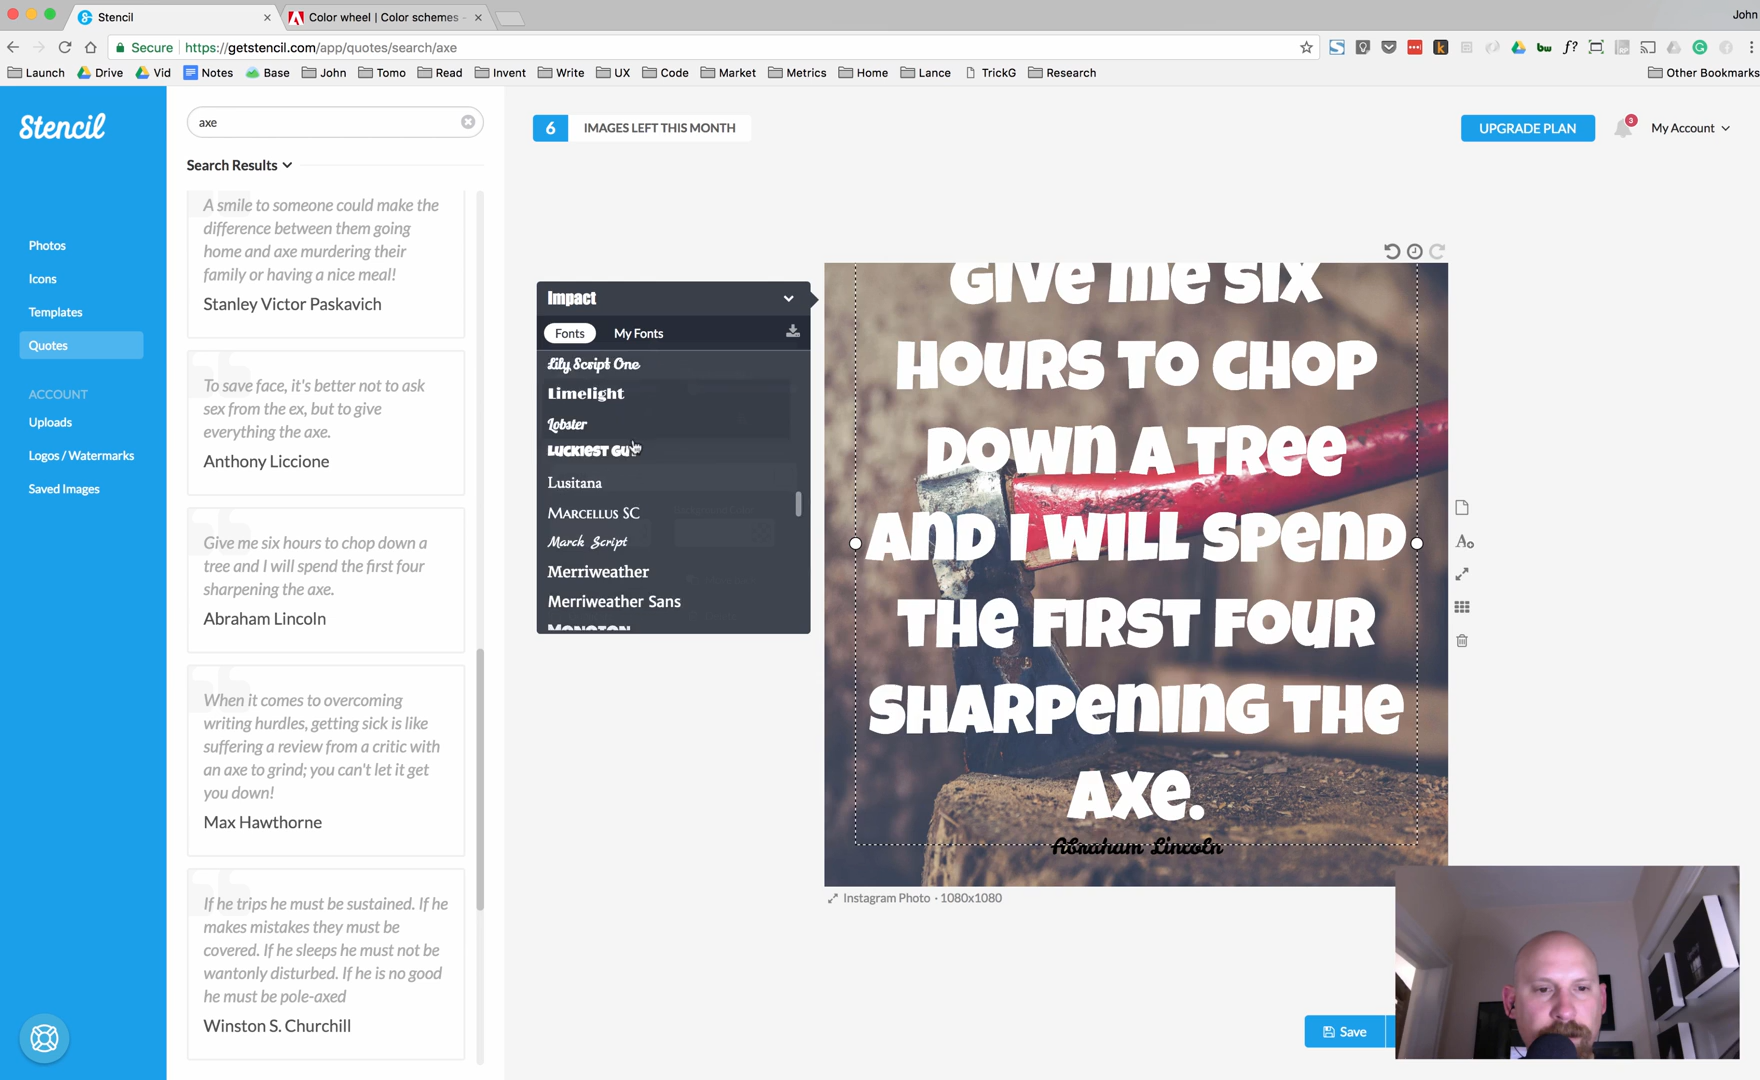 Stencil
Color wheel | Color schemes -
John
Secure
https://getstencil.com/app/quotes/search/axe
Launch
Drive
Vid
Notes
Base
John
Tomo
Read
Invent
Write
UX
Code
Market
Metrics
Home
Lance
TrickG
Research
Other Bookmarks
Stencil
Photos
Icons
Templates
Quotes
ACCOUNT
Uploads
Logos / Watermarks
Saved Images
axe
Search Results
A smile to someone could make the
difference between them going
home and axe murdering their
family or having a nice meal!
Stanley Victor Paskavich
To save face, it's better not to ask
sex from the ex, but to give
everything the axe.
Anthony Liccione
Give me six hours to chop down a
tree and I will spend the first four
sharpening the axe.
Abraham Lincoln
When it comes to overcoming
writing hurdles, getting sick is like
suffering a review from a critic with
an axe to grind; you can't let it get
you down!
Max Hawthorne
If he trips he must be sustained. If he
makes mistakes they must be
covered. If he sleeps he must not be
wantonly disturbed. If he is no good
he must be pole-axed
Winston S. Churchill
6 IMAGES LEFT THIS MONTH
UPGRADE PLAN
3
My Account
Impact
Fonts
My Fonts
Lily Script One
Limelight
Lobster
Luckiest Guy
Lusitana
Marcellus SC
Marck Script
Merriweather
Merriweather Sans
Monoton
Give me six
hours to chop
down a tree
and I will spend
the first four
sharpening the
axe.
Abraham Lincoln
Instagram Photo · 1080x1080
Save